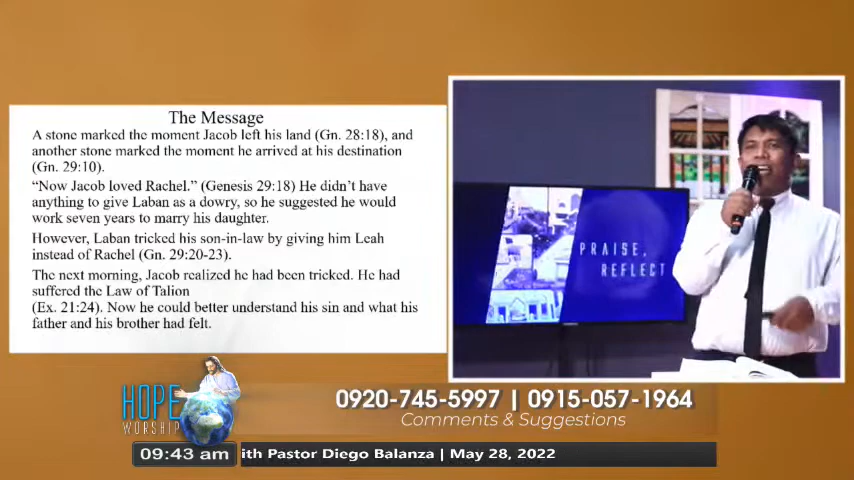 The Message
A stone marked the moment Jacob left his land (Gn. 28:18), and
another stone marked the moment he arrived at his destination
(Gn. 29:10).
“Now Jacob loved Rachel.” (Genesis 29:18) He didn’t have
anything to give Laban as a dowry, so he suggested he would
work seven years to marry his daughter.
However, Laban tricked his son-in-law by giving him Leah
instead of Rachel (Gn. 29:20-23).
The next morning, Jacob realized he had been tricked. He had
suffered the Law of Talion
(Ex. 21:24). Now he could better understand his sin and what his
father and his brother had felt.
PRAISE,
REFLECT
HOPE
WORSHIP
0920-745-5997 | 0915-057-1964
Comments & Suggestions
09:43 am
ith Pastor Diego Balanza | May 28, 2022